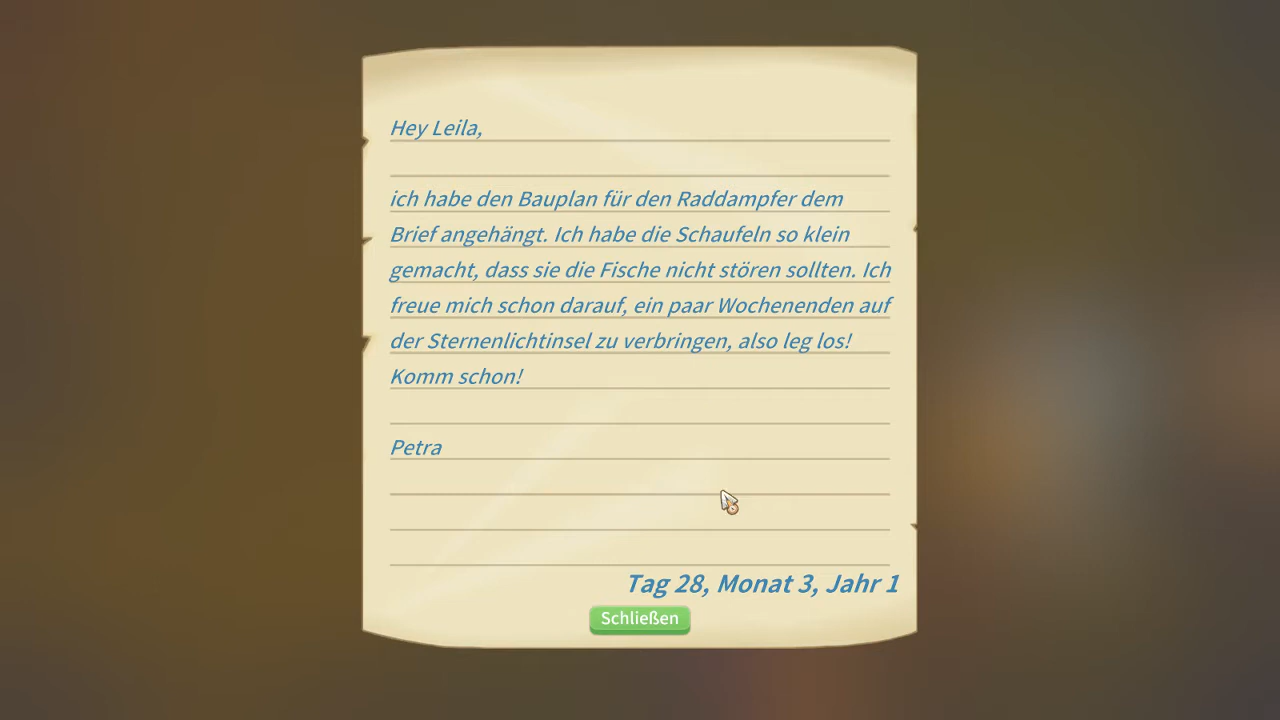 Hey Leila,
ich habe den Bauplan für den Raddampfer dem
Brief angehängt. Ich habe die Schaufeln so klein
gemacht, dass sie die Fische nicht stören sollten. Ich
freue mich schon darauf, ein paar Wochenenden auf
der Sternenlichtinsel zu verbringen, also leg los!
Komm schon!
Petra
Tag 28, Monat 3, Jahr 1
Schließen